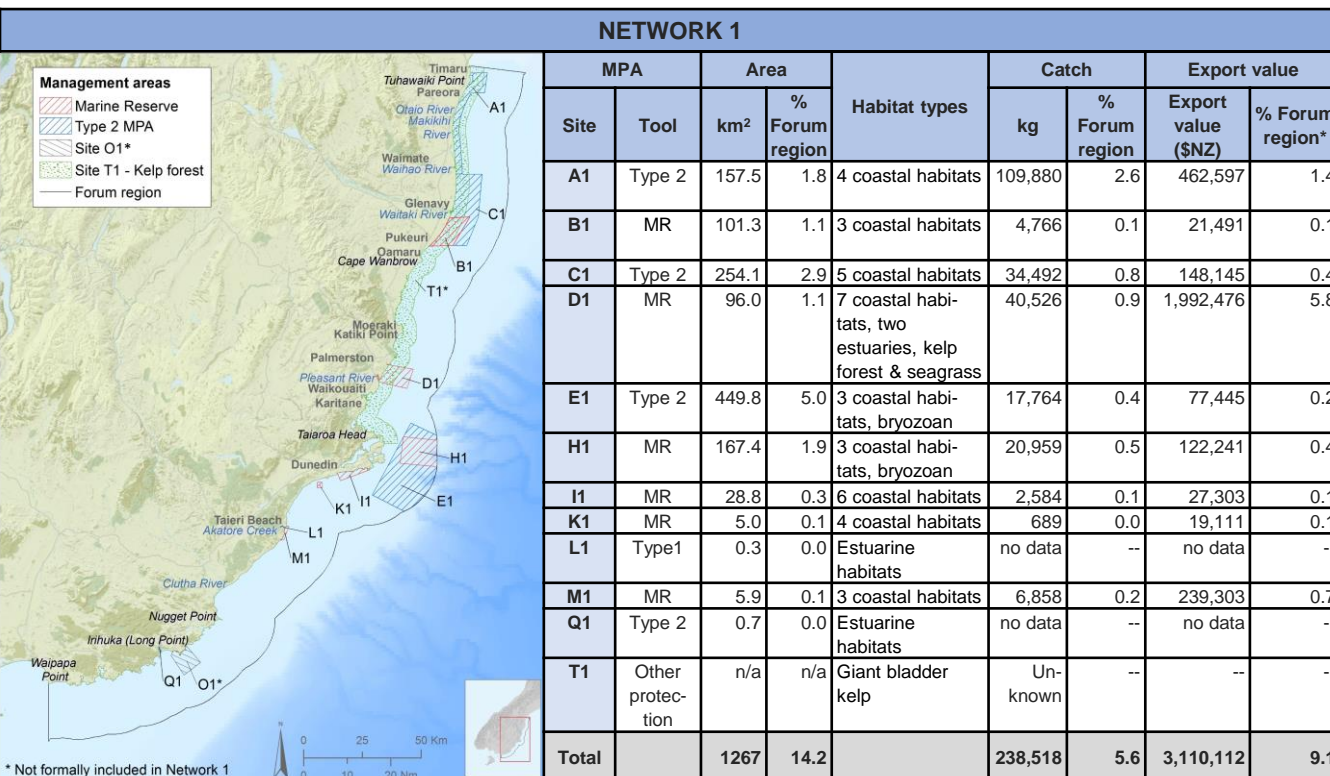 NETWORK 1
Management areas
Marine Reserve
Type 2 MPA
Site O1*
Site T1 - Kelp forest
Forum region
Timaru
Tuhawaiki Point
Pareora
A1
Otaio River
Makikihi
River
Waimate
Waihao River
Glenavy
Waitaki River
C1
Pukeuri
Oamaru
Cape Wanbrow
B1
T1*
Moeraki
Katiki Point
Palmerston
Pleasant River
D1
Waikouaiti
Karitane
Taiaroa Head
H1
Dunedin
I1
E1
K1
Taieri Beach
Akatore Creek
L1
M1
Clutha River
Nugget Point
Irihuka (Long Point)
Waipapa
Point
Q1
O1*
N
0 25 50 Km
0 10 20 Nm
* Not formally included in Network 1
MPA Area Habitat types Catch Export value
Site Tool km² % Forum region kg % Forum region Export value ($NZ) % Forum region*
A1 Type 2 157.5 1.8 4 coastal habitats 109,880 2.6 462,597 1.4
B1 MR 101.3 1.1 3 coastal habitats 4,766 0.1 21,491 0.1
C1 Type 2 254.1 2.9 5 coastal habitats 34,492 0.8 148,145 0.4
D1 MR 96.0 1.1 7 coastal habi- 40,526 0.9 1,992,476 5.8
tats, two
estuaries, kelp
forest & seagrass
E1 Type 2 449.8 5.0 3 coastal habi- 17,764 0.4 77,445 0.2
tats, bryozoan
H1 MR 167.4 1.9 3 coastal habi- 20,959 0.5 122,241 0.4
tats, bryozoan
I1 MR 28.8 0.3 6 coastal habitats 2,584 0.1 27,303 0.1
K1 MR 5.0 0.1 4 coastal habitats 689 0.0 19,111 0.1
L1 Type1 0.3 0.0 Estuarine no data -- no data -
habitats
M1 MR 5.9 0.1 3 coastal habitats 6,858 0.2 239,303 0.7
Q1 Type 2 0.7 0.0 Estuarine no data -- no data -
habitats
T1 Other n/a n/a Giant bladder Un- -- -- -
protec- kelp known
tion
Total 1267 14.2 238,518 5.6 3,110,112 9.1